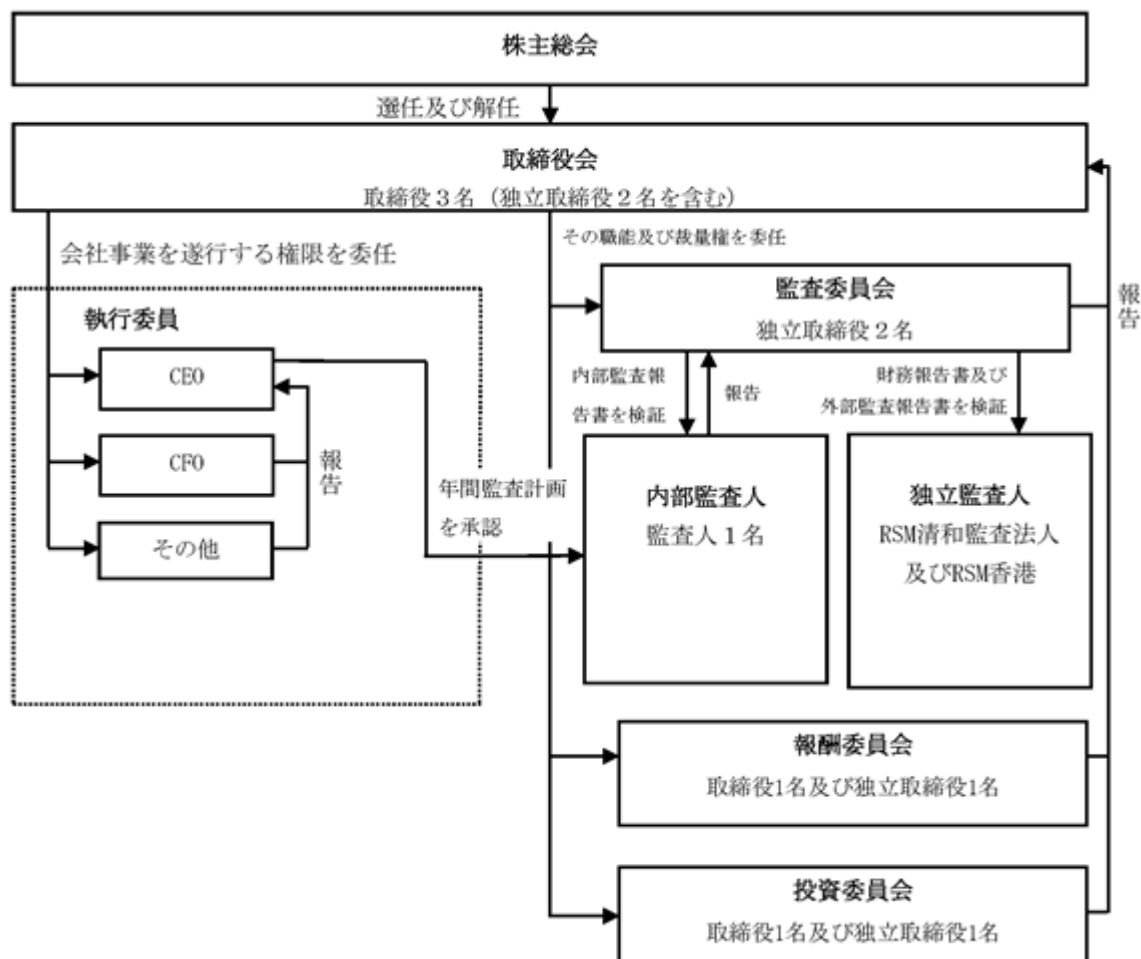 株主総会
選任及び解任
取締役会
取締役3名（独立取締役2名を含む）
会社事業を遂行する権限を委任
その職能及び裁量権を委任
執行委員
CEO
CFO
その他
報告
年間監査計画
を承認
監査委員会
独立取締役2名
内部監査報
告書を検証
報告
財務報告書及び
外部監査報告書を検証
内部監査人
監査人1名
独立監査人
RSM清和監査法人
及びRSM香港
報告
報酬委員会
取締役1名及び独立取締役1名
投資委員会
取締役1名及び独立取締役1名